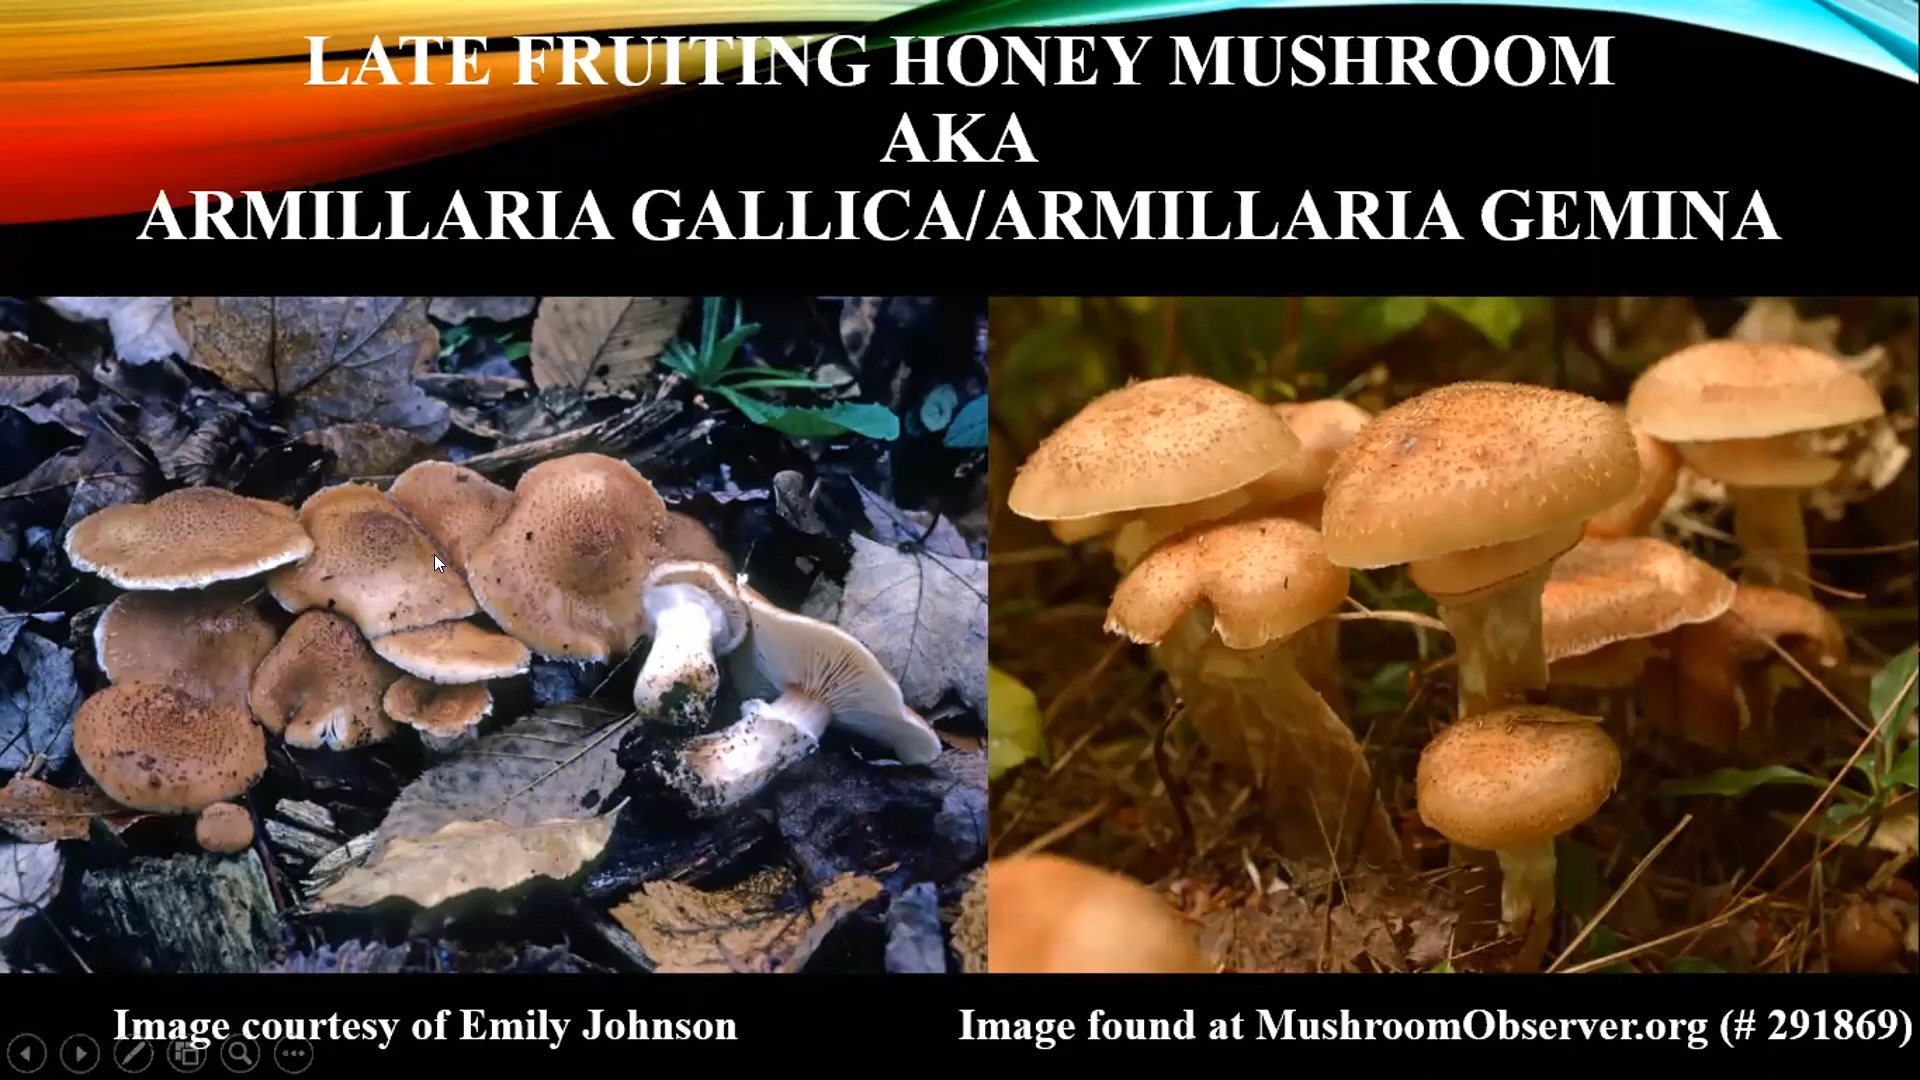 LATE FRUITING HONEY MUSHROOM
AKA
ARMILLARIA GALLICA/ARMILLARIA GEMINA
Image courtesy of Emily Johnson
Image found at MushroomObserver.org (# 291869)